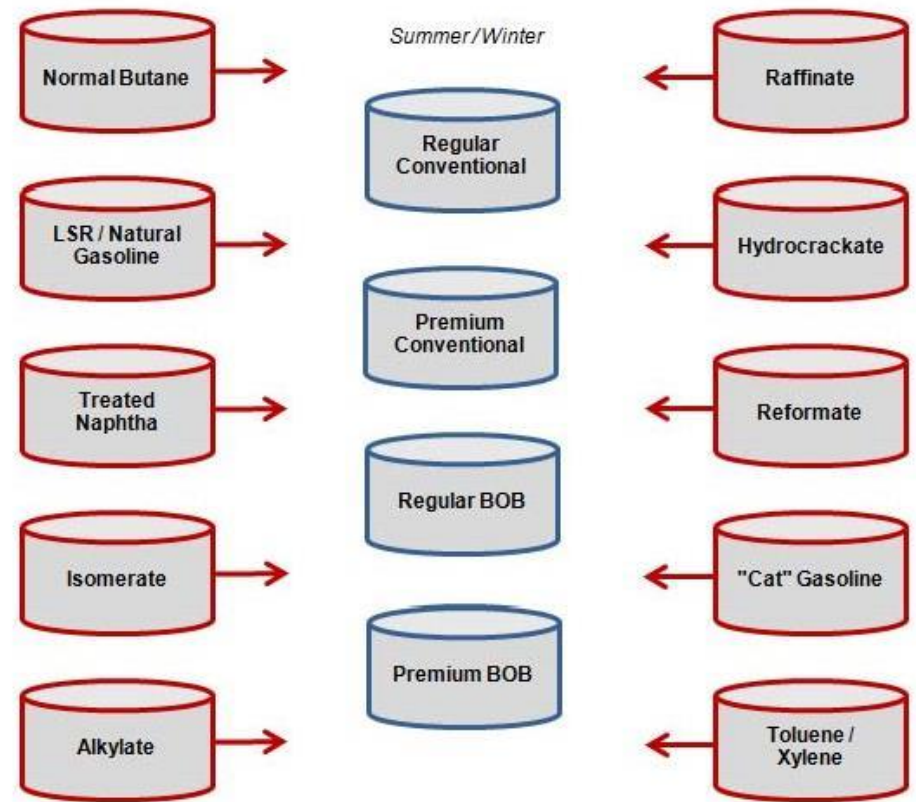 Summer/Winter
Normal Butane
Raffinate
Regular
Conventional
LSR / Natural
Gasoline
Hydrocrackate
Premium
Conventional
Treated
Naphtha
Reformate
Regular BOB
Isomerate
"Cat" Gasoline
Premium BOB
Alkylate
Toluene /
Xylene